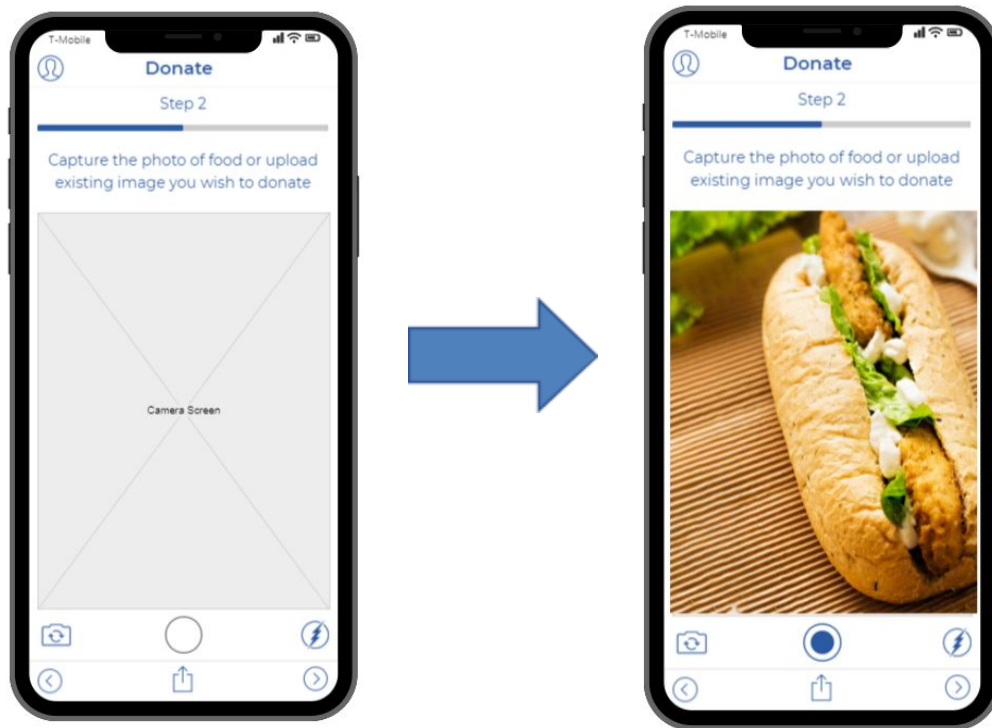 T-Mobile
Donate
Step 2
Capture the photo of food or upload
existing image you wish to donate
Camera Screen
T-Mobile
Donate
Step 2
Capture the photo of food or upload
existing image you wish to donate